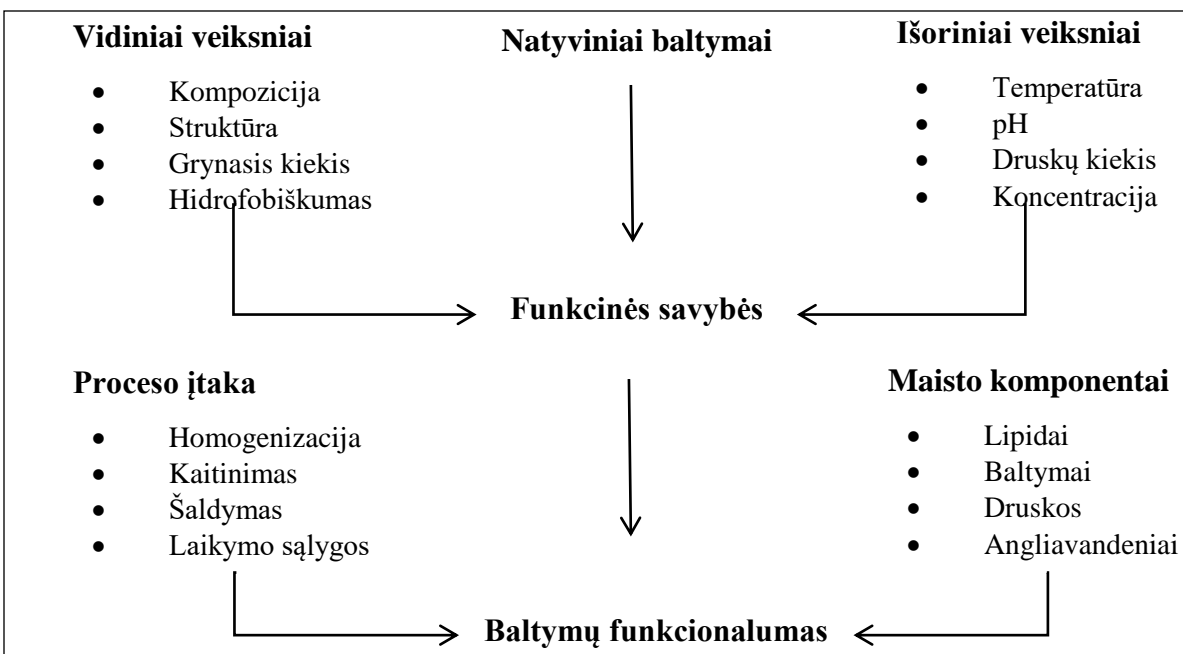 Vidiniai veiksniai
• Kompozicija
• Struktūra
• Grynasis kiekis
• Hidrofobiškumas
Natyviniai baltymai
Išoriniai veiksniai
• Temperatūra
• pH
• Druskų kiekis
• Koncentracija
Funkcinės savybės
Proceso įtaka
• Homogenizacija
• Kaitinimas
• Šaldymas
• Laikymo sąlygos
Maisto komponentai
• Lipidai
• Baltymai
• Druskos
• Angliavandeniai
Baltymų funkcionalumas